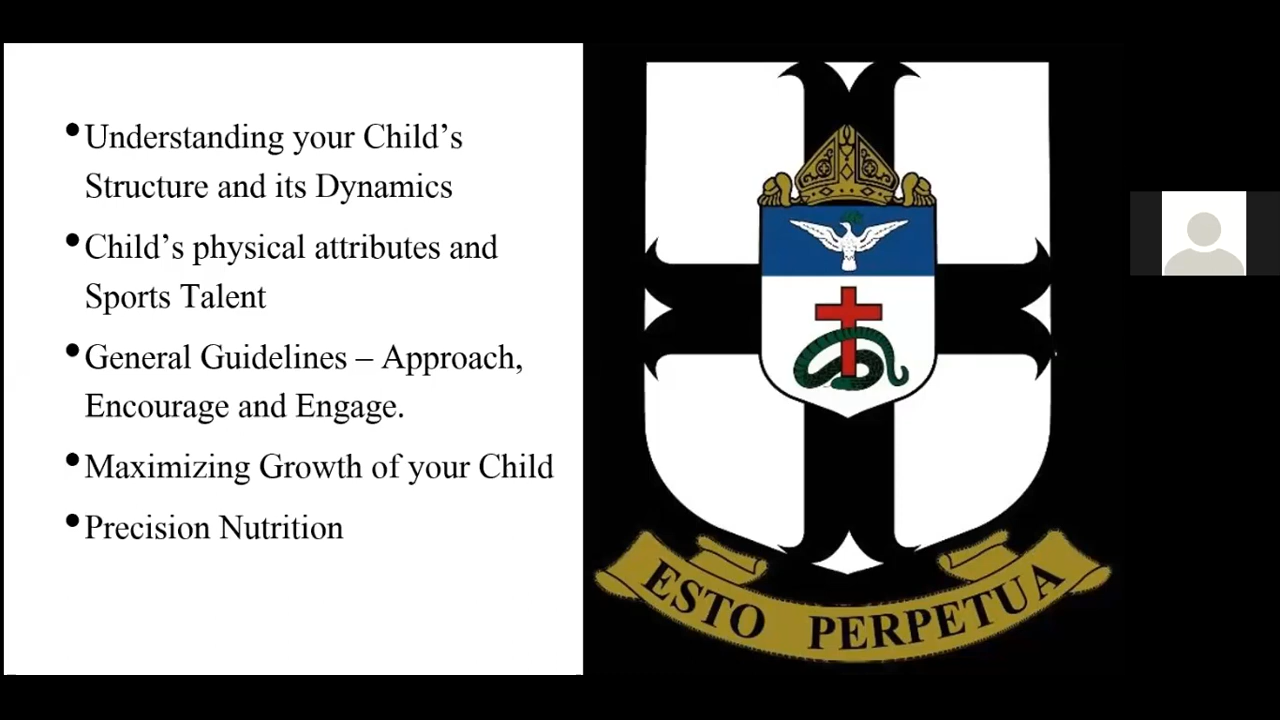 •Understanding your Child’s
Structure and its Dynamics
•Child’s physical attributes and
Sports Talent
•General Guidelines – Approach,
Encourage and Engage.
•Maximizing Growth of your Child
•Precision Nutrition
ESTO PERPETUA